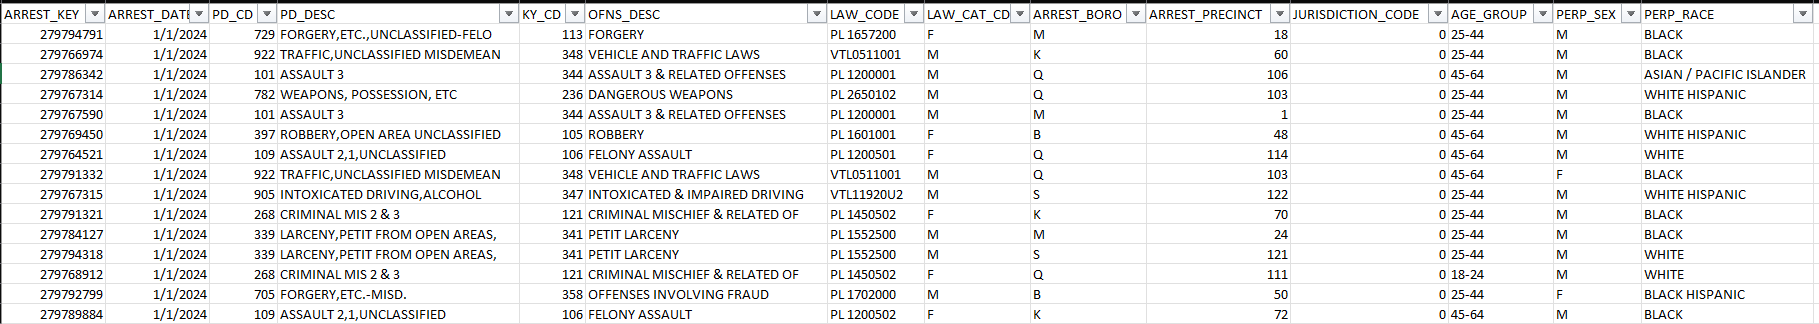 ARREST_KEY ARREST_DATE PD_CD PD_DESC KY_CD OFNS_DESC LAW_CODE LAW_CAT_CD ARREST_BORO ARREST_PRECINCT JURISDICTION_CODE AGE_GROUP PERP_SEX PERP_RACE
279794791 1/1/2024 729 FORGERY,ETC.,UNCLASSIFIED-FELO 113 FORGERY PL 1657200 F M 18 0 25-44 M BLACK
279766974 1/1/2024 922 TRAFFIC,UNCLASSIFIED MISDEMEAN 348 VEHICLE AND TRAFFIC LAWS VTL0511001 M K 60 0 25-44 M BLACK
279786342 1/1/2024 101 ASSAULT 3 344 ASSAULT 3 & RELATED OFFENSES PL 1200001 M Q 106 0 45-64 M ASIAN / PACIFIC ISLANDER
279767314 1/1/2024 782 WEAPONS, POSSESSION, ETC 236 DANGEROUS WEAPONS PL 2650102 M Q 103 0 25-44 M WHITE HISPANIC
279767590 1/1/2024 101 ASSAULT 3 344 ASSAULT 3 & RELATED OFFENSES PL 1200001 M M 1 0 25-44 M BLACK
279769450 1/1/2024 397 ROBBERY,OPEN AREA UNCLASSIFIED 105 ROBBERY PL 1601001 F B 48 0 45-64 M WHITE HISPANIC
279764521 1/1/2024 109 ASSAULT 2,1,UNCLASSIFIED 106 FELONY ASSAULT PL 1200501 F Q 114 0 45-64 M WHITE
279791332 1/1/2024 922 TRAFFIC,UNCLASSIFIED MISDEMEAN 348 VEHICLE AND TRAFFIC LAWS VTL0511001 M Q 103 0 45-64 F BLACK
279767315 1/1/2024 905 INTOXICATED DRIVING,ALCOHOL 347 INTOXICATED & IMPAIRED DRIVING VTL11920U2 M S 122 0 25-44 M WHITE HISPANIC
279791321 1/1/2024 268 CRIMINAL MIS 2 & 3 121 CRIMINAL MISCHIEF & RELATED OF PL 1450502 F K 70 0 25-44 M BLACK
279784127 1/1/2024 339 LARCENY,PETIT FROM OPEN AREAS, 341 PETIT LARCENY PL 1552500 M M 24 0 25-44 M BLACK
279794318 1/1/2024 339 LARCENY,PETIT FROM OPEN AREAS, 341 PETIT LARCENY PL 1552500 M S 121 0 25-44 M WHITE
279768912 1/1/2024 268 CRIMINAL MIS 2 & 3 121 CRIMINAL MISCHIEF & RELATED OF PL 1450502 F Q 111 0 18-24 M WHITE
279792799 1/1/2024 705 FORGERY,ETC.-MISD. 358 OFFENSES INVOLVING FRAUD PL 1702000 M B 50 0 25-44 F BLACK HISPANIC
279789884 1/1/2024 109 ASSAULT 2,1,UNCLASSIFIED 106 FELONY ASSAULT PL 1200502 F K 72 0 45-64 M BLACK